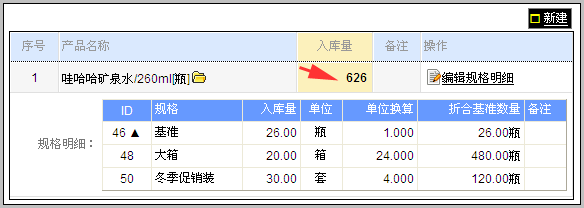 新建
序号 产品名称 入库量 备注 操作
1 哇哈哈矿泉水/260ml[瓶] 626 编辑规格明细
规格明细：
ID 规格 入库量 单位 单位换算 折合基准数量 备注
46 ▲ 基准 26.00 瓶 1.000 26.00瓶
48 大箱 20.00 箱 24.000 480.00瓶
50 冬季促销装 30.00 套 4.000 120.00瓶